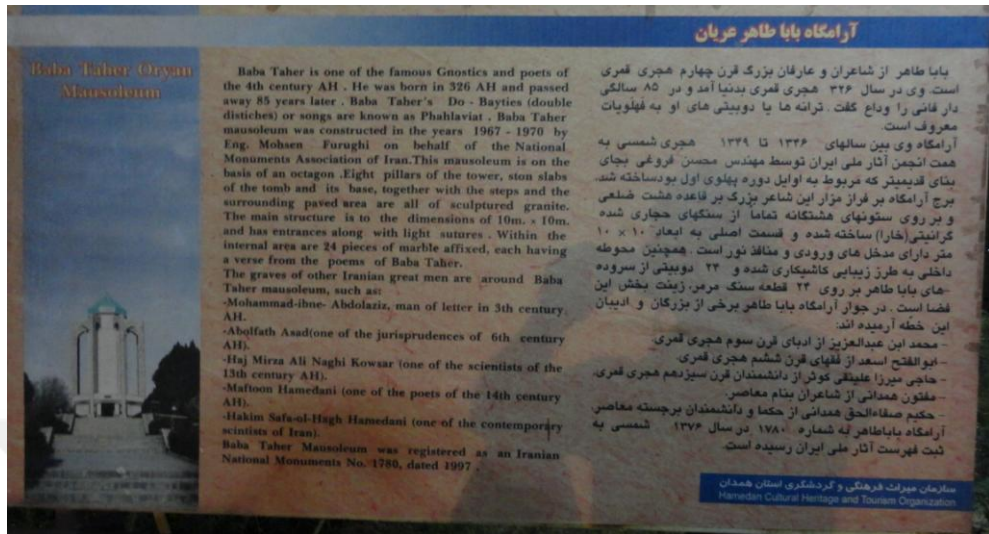 آرامگاه بابا طاهر عریان
Baba Taher Oryan
Mausoleum
Baba Taher is one of the famous Gnostics and poets of
the 4th century AH . He was born in 326 AH and passed
away 85 years later . Baba Taher's Do - Bayties (double
distiches) or songs are known as Phahlaviat . Baba Taher
mausoleum was constructed in the years 1967 - 1970 by
Eng. Mohsen Furughi on behalf of the National
Monuments Association of Iran.This mausoleum is on the
basis of an octagon .Eight pillars of the tower, ston slabs
of the tomb and its base, together with the steps and the
surrounding paved area are all of sculptured granite.
The main structure is to the dimensions of 10m. × 10m.
and has entrances along with light sutures . Within the
internal area are 24 pieces of marble affixed, each having
a verse from the poems of Baba Taher.
The graves of other Iranian great men are around Baba
Taher mausoleum, such as:
-Mohammad-ibne- Abdolaziz, man of letter in 3th century
AH.
-Abolfath Asad(one of the jurisprudences of 6th century
AH).
-Haj Mirza Ali Naghi Kowsar (one of the scientists of the
13th century AH).
-Maftoon Hamedani (one of the poets of the 14th century
AH).
-Hakim Safa-ol-Hagh Hamedani (one of the contemporary
scintists of Iran).
Baba Taher Mausoleum was registered as an Iranian
National Monuments No. 1780, dated 1997 .
بابا طاهر از شاعران و عارفان بزرگ قرن چهارم هجری قمری
است. وی در سال ۳۲۶ هجری قمری بدنیا آمد و در ۸۵ سالگی
دار فانی را وداع گفت . ترانه ها یا دوبیتی های او به فهلویات
معروف است.
آرامگاه وی بین سالهای ۱۳۴۶ تا ۱۳۴۹ هجری شمسی به
همت انجمن آثار ملی ایران توسط مهندس محسن فروغی بجای
بنای قدیمیتر که مربوط به اوایل دوره پهلوی اول بودساخته شد.
برج آرامگاه بر فراز مزار این شاعر بزرگ بر قاعده هشت ضلعی
و بر روی ستونهای هشتگانه تماماً از سنگهای حجاری شده
گرانیتی(خارا) ساخته شده و قسمت اصلی به ابعاد ۱۰ × ۱۰
متر دارای مدخل های ورودی و منافذ نور است . همچنین محوطه
داخلی به طرز زیبایی کاشیکاری شده و ۲۴ دوبیتی از سروده
-های بابا طاهر بر روی ۲۴ قطعه سنگ مرمر، زینت بخش این
فضا است . در جوار آرامگاه بابا طاهر برخی از بزرگان و ادیبان
این خطه آرمیده اند:
- محمد ابن عبدالعزیز از ادبای قرن سوم هجری قمری.
- ابوالفتح اسعد از فقهای قرن ششم هجری قمری.
- حاجی میرزا علینقی کوثر از دانشمندان قرن سیزدهم هجری قمری.
- مفتون همدانی از شاعران بنام معاصر.
- حکیم صفاءالحق همدانی از حکما و دانشمندان برجسته معاصر.
آرامگاه باباطاهر به شماره ۱۷۸۰ در سال ۱۳۷۶ شمسی به
ثبت فهرست آثار ملی ایران رسیده است.
سازمان میراث فرهنگی و گردشگری استان همدان
Hamedan Cultural Heritage and Tourism Organization